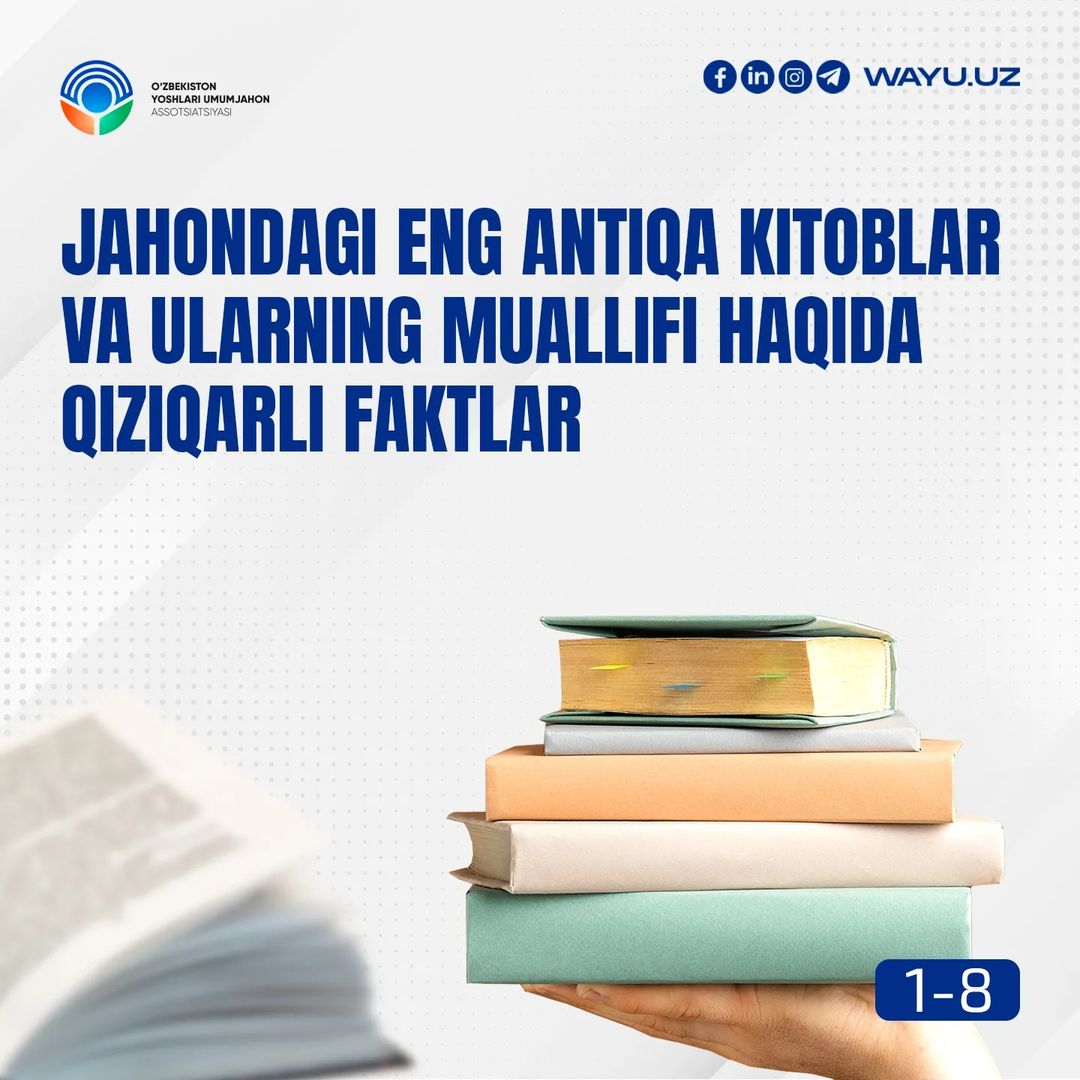 O'ZBEKISTON
YOSHLARI UMUMJAHON
ASSOTSIATSIYASI
WAYU.UZ
JAHONDAGI ENG ANTIQA KITOBLAR
VA ULARNING MUALLIFI HAQIDA
QIZIQARLI FAKTLAR
1-8